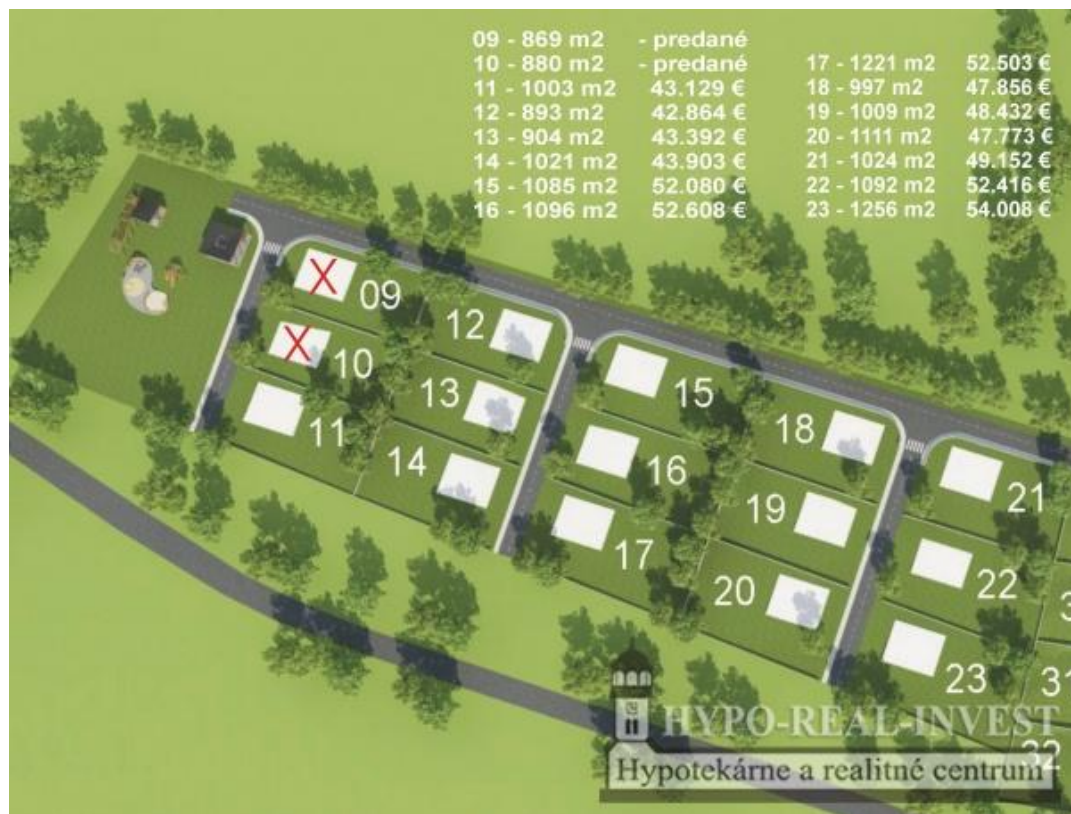 09 - 869 m2 - predané
10 - 880 m2 - predané
11 - 1003 m2 43.129 €
12 - 893 m2 42.864 €
13 - 904 m2 43.392 €
14 - 1021 m2 43.903 €
15 - 1085 m2 52.080 €
16 - 1096 m2 52.608 €
17 - 1221 m2 52.503 €
18 - 997 m2 47.856 €
19 - 1009 m2 48.432 €
20 - 1111 m2 47.773 €
21 - 1024 m2 49.152 €
22 - 1092 m2 52.416 €
23 - 1256 m2 54.008 €
X 09
12
X 10
13
15
11
14
18
16
19
21
17
20
22
23
31
32
HYPO-REAL-INVEST
Hypotekárne a realitné centrum